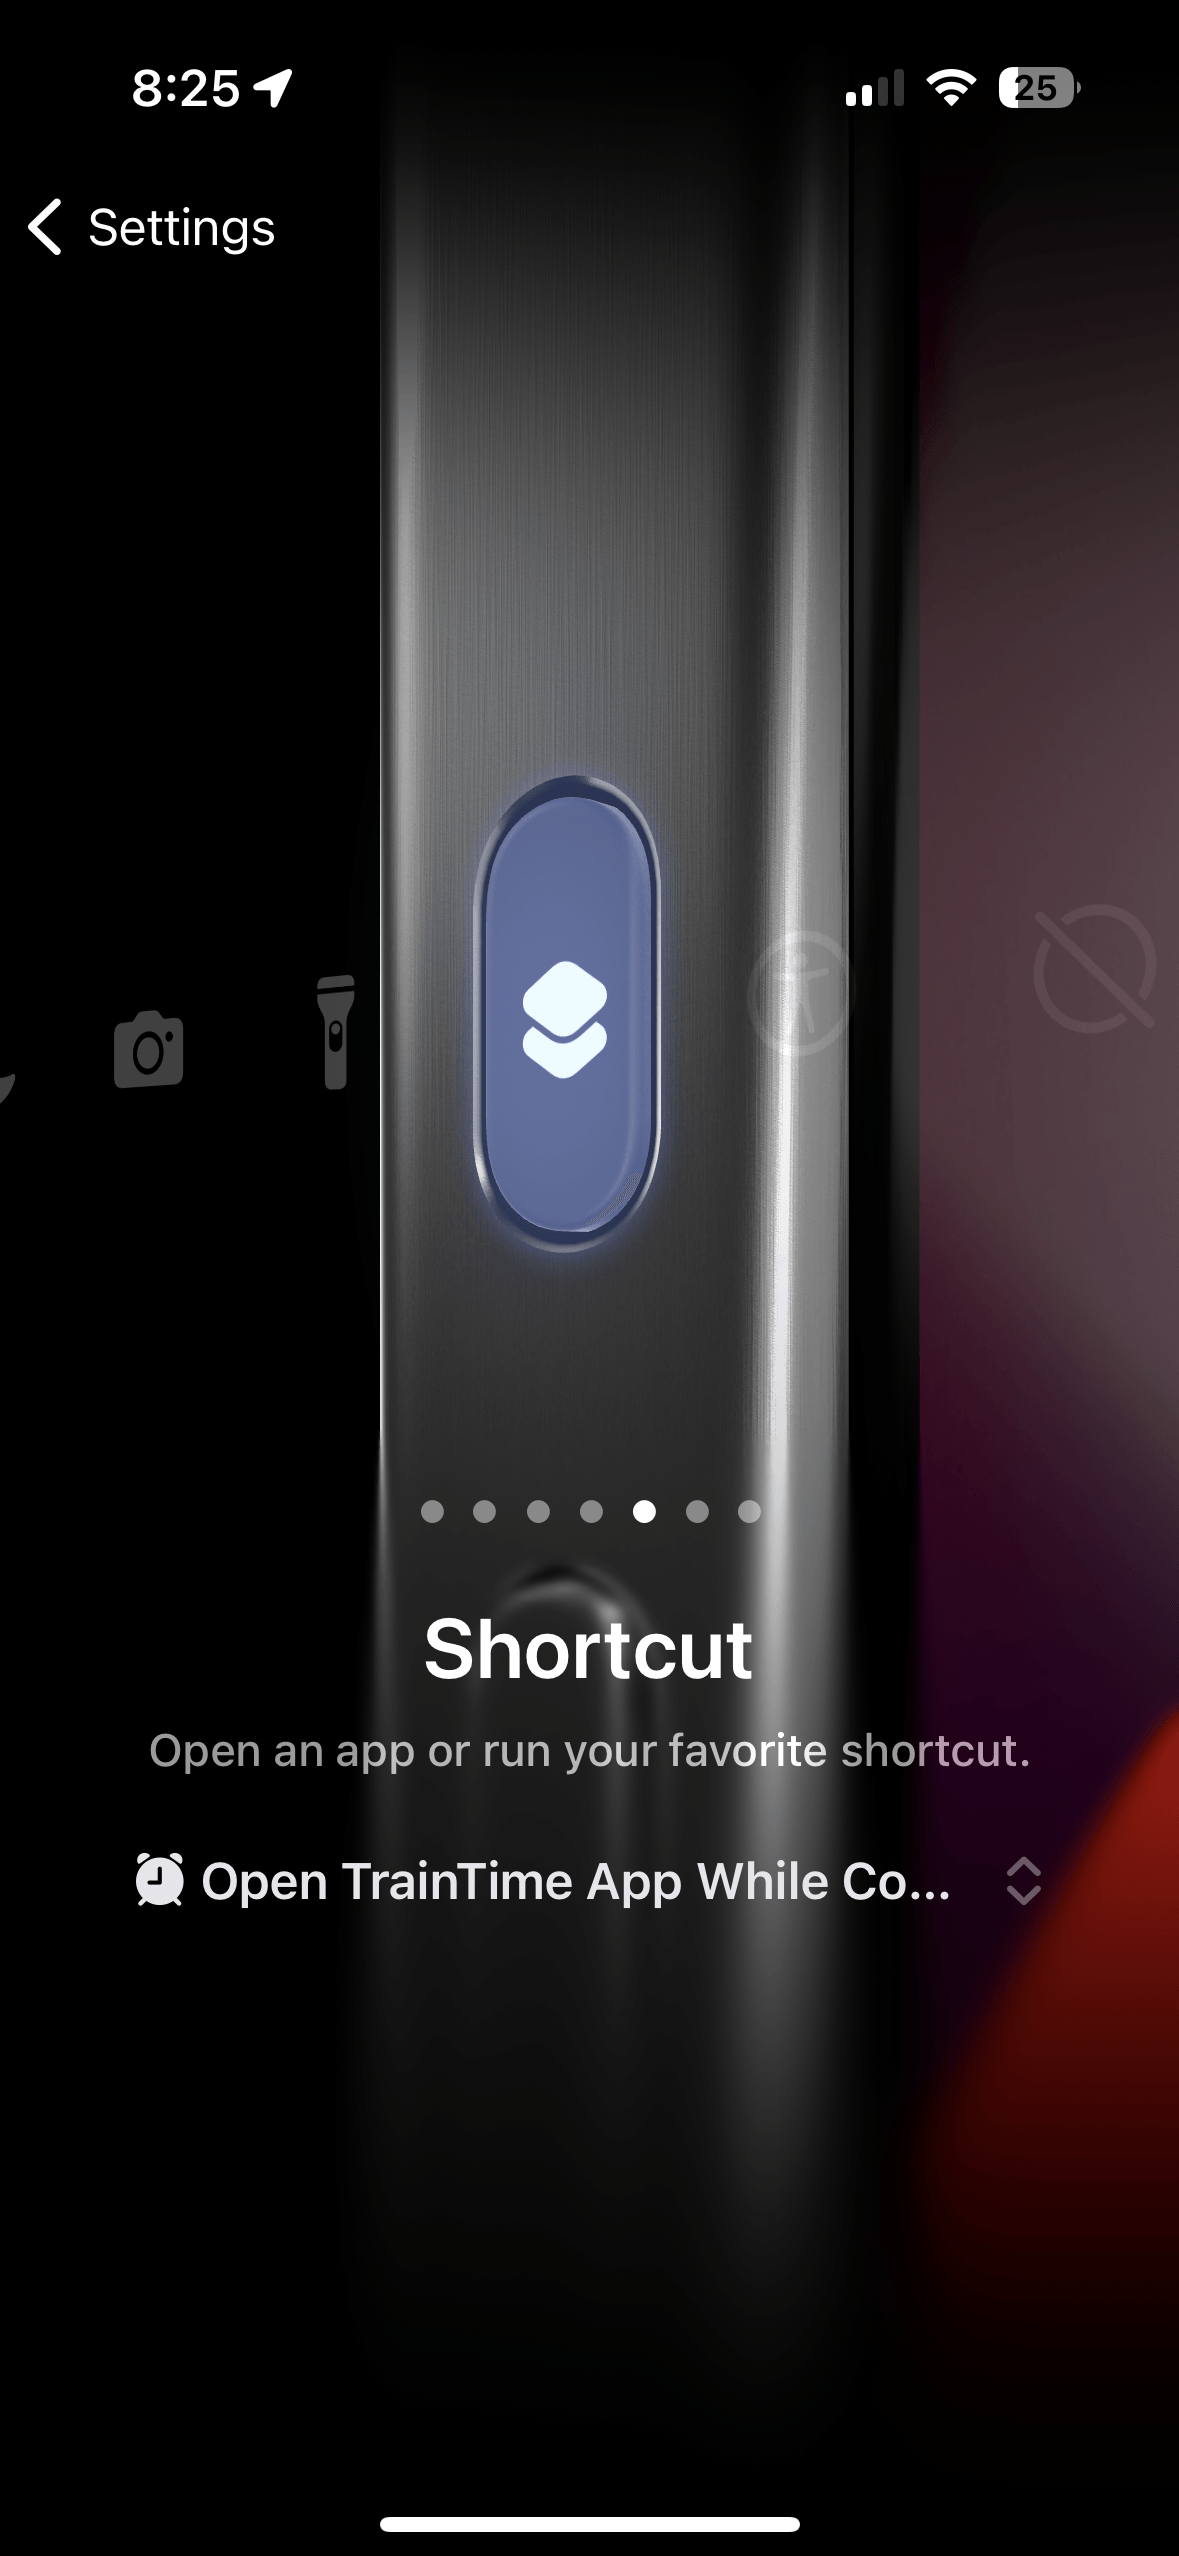 8:25
25
Settings
Shortcut
Open an app or run your favorite shortcut.
Open TrainTime App While Co...